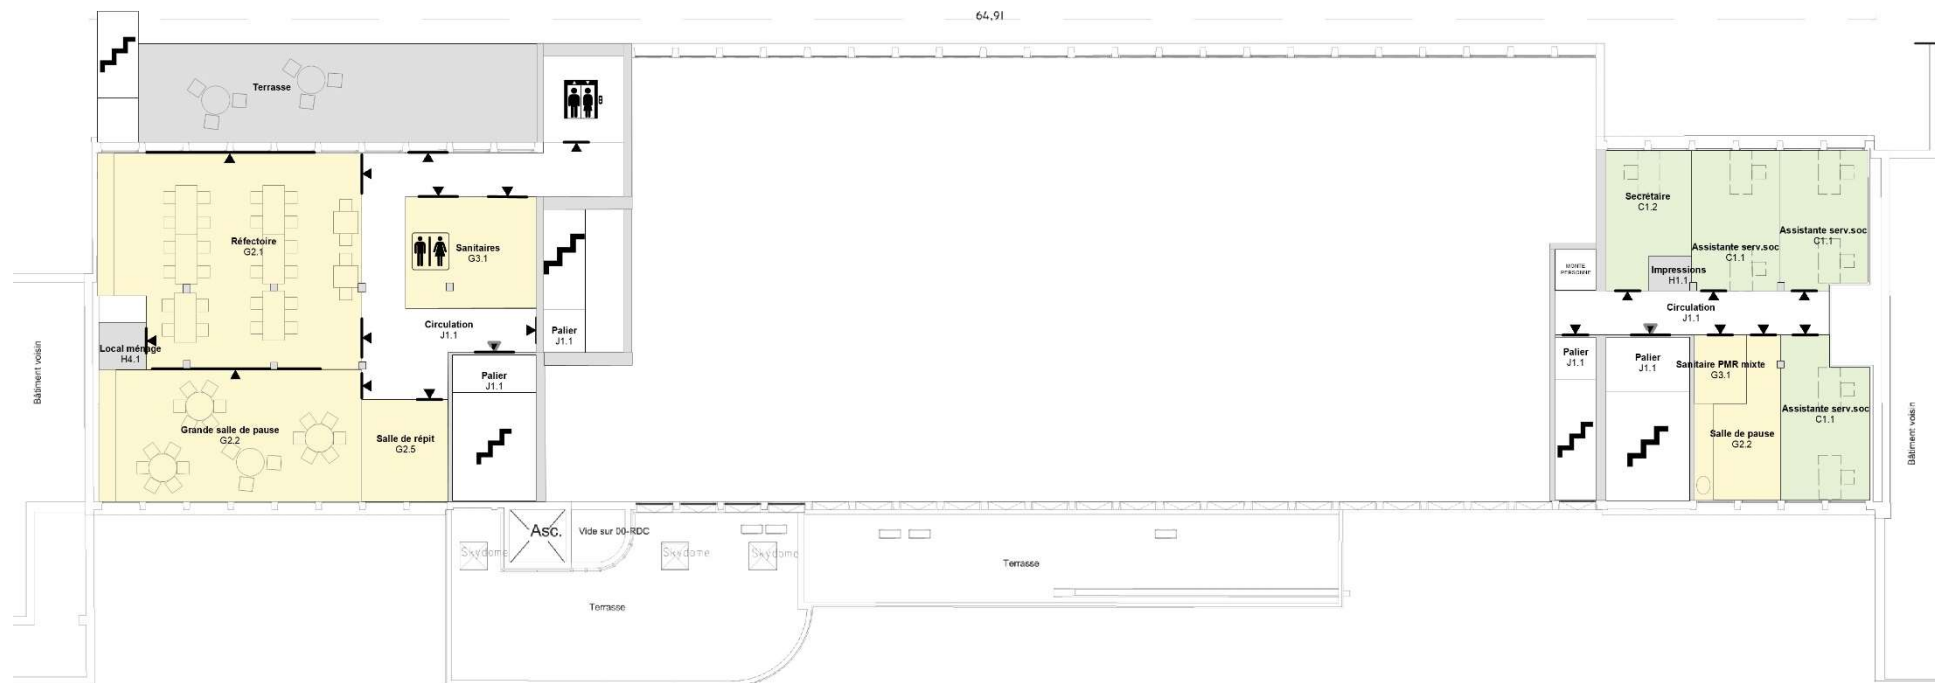 64,91
Terrasse
Réfectoire
G2.1
Sanitaires
G3.1
Circulation
J1.1
Palier
J1.1
Local ménage
H4.1
Palier
J1.1
Grande salle de pause
G2.2
Salle de répit
G2.5
Bâtiment voisin
Asc.
Vide sur D0-RDC
Skydome
Skydome
Skydome
Terrasse
Terrasse
Secrétaire
C1.2
Assistante serv.soc
C1.1
Assistante serv.soc
C1.1
Impressions
H1.1
MONTE
PERSONNE
Circulation
J1.1
Palier
J1.1
Palier
J1.1
Sanitaire PMR mixte
G3.1
Salle de pause
G2.2
Assistante serv.soc
C1.1
Bâtiment voisin